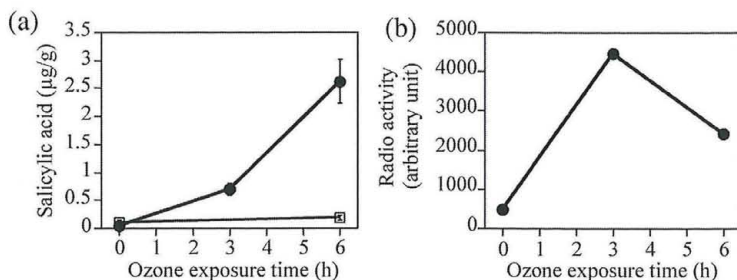 (a)
Salicylic acid (µg/g)
3.5
3
2.5
2
1.5
1
0.5
0
0 1 2 3 4 5 6
Ozone exposure time (h)
(b)
Radio activity
(arbitrary unit)
5000
4000
3000
2000
1000
0
0 1 2 3 4 5 6
Ozone exposure time (h)